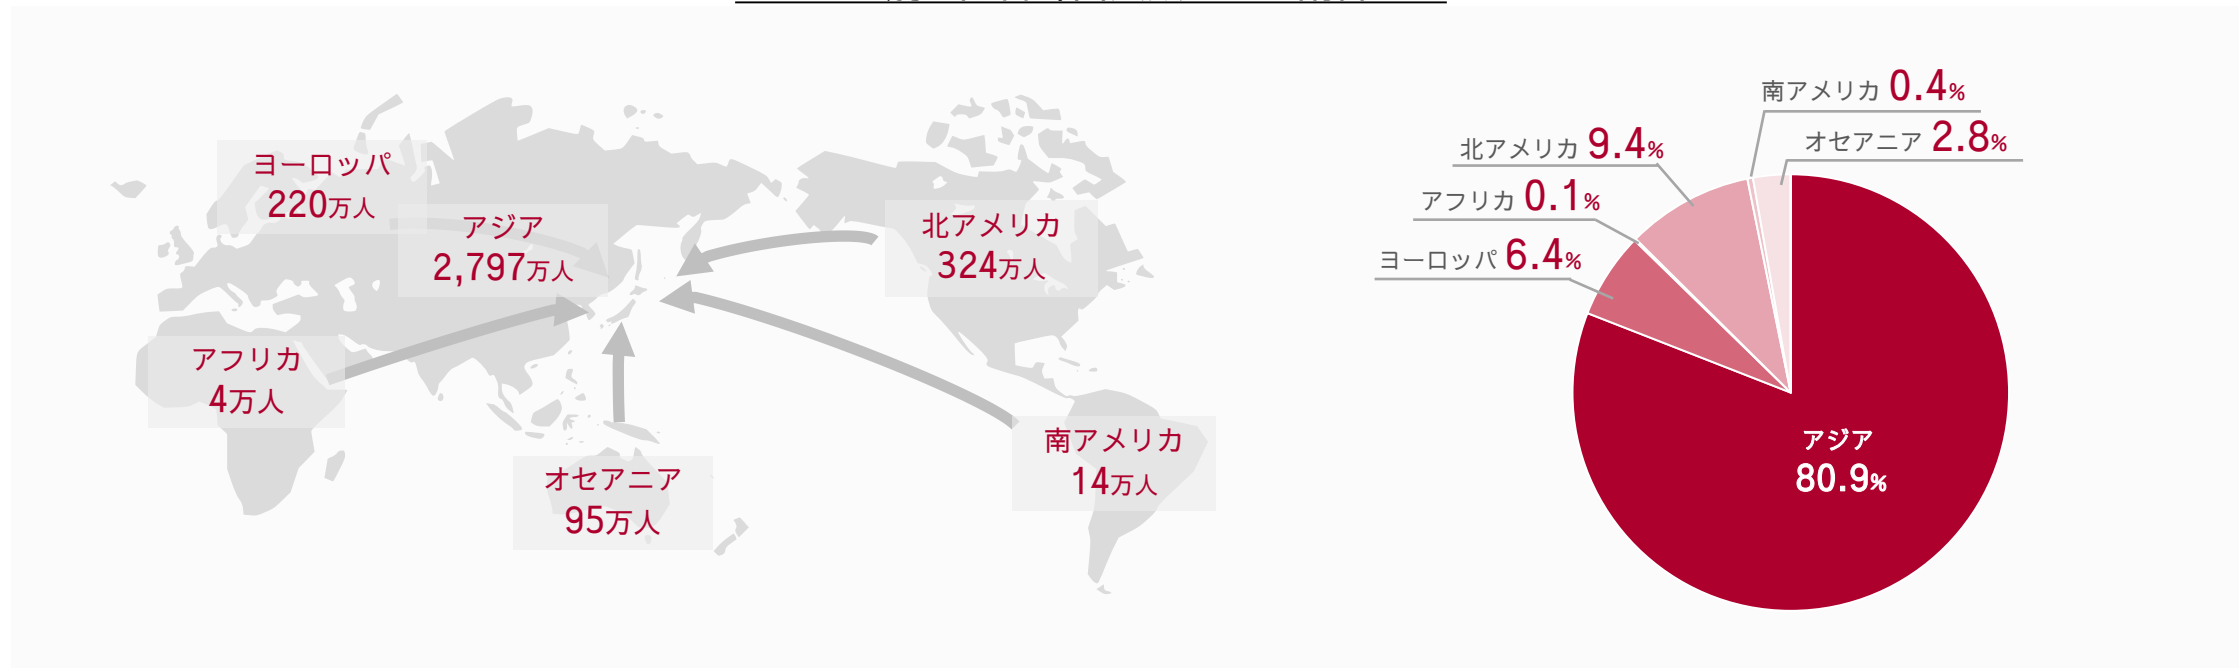 ヨーロッパ
220万人
アジア
2,797万人
北アメリカ
324万人
アフリカ
4万人
オセアニア
95万人
南アメリカ
14万人
南アメリカ 0.4%
オセアニア 2.8%
北アメリカ 9.4%
アフリカ 0.1%
ヨーロッパ 6.4%
アジア
80.9%